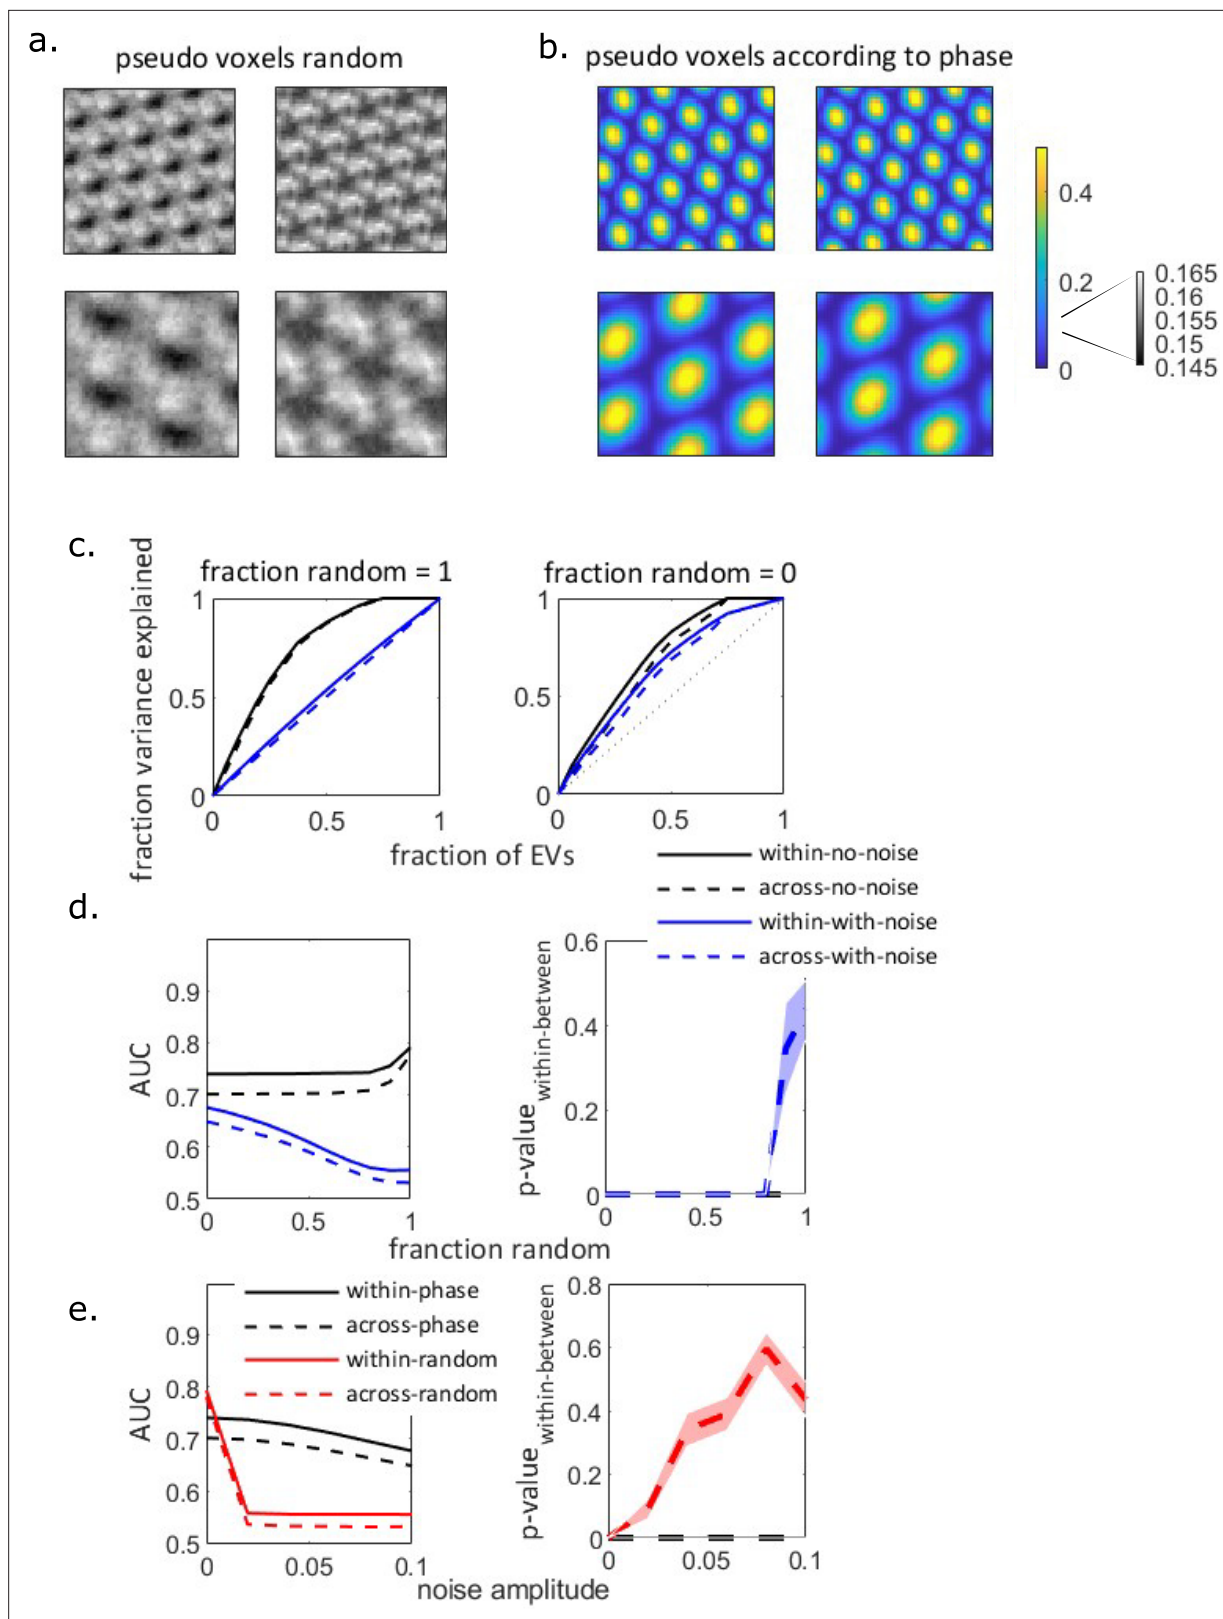 a.
pseudo voxels random
b.
pseudo voxels according to phase
0.4
0.2
0
0.165
0.16
0.155
0.15
0.145
c.
fraction variance explained
fraction random = 1
1
0.5
0
0 0.5 1
fraction random = 0
1
0.5
0
0 0.5 1
fraction of EVs
within-no-noise
across-no-noise
within-with-noise
across-with-noise
d.
AUC
0.9
0.8
0.7
0.6
0.5
0 0.5 1
p-value within-between
0.6
0.4
0.2
0
0 0.5 1
franction random
e.
within-phase
across-phase
within-random
across-random
AUC
0.9
0.8
0.7
0.6
0.5
0 0.05 0.1
p-value within-between
0.8
0.6
0.4
0.2
0
0 0.05 0.1
noise amplitude